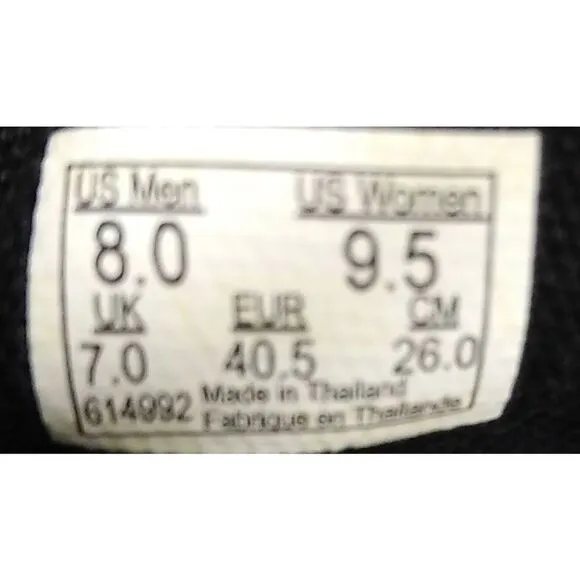 US Men US Women
8.0 9.5
UK EUR CM
7.0 40.5 26.0
614992 Made in Thailand
Fabrique en Thailande